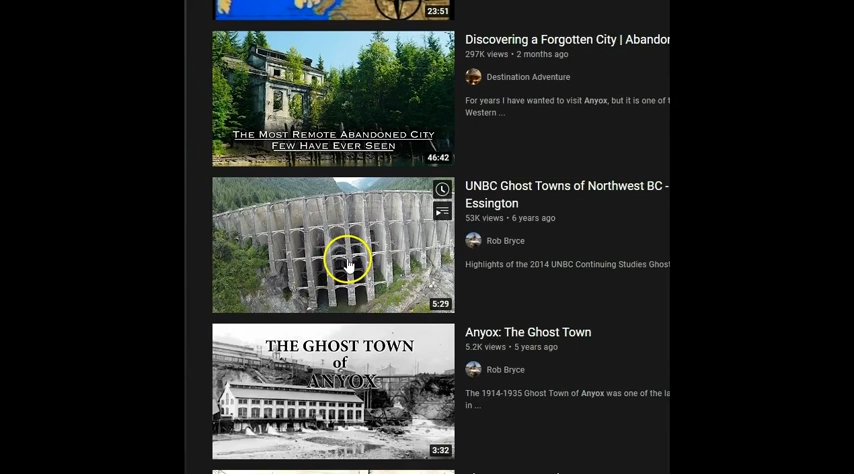 23:51
THE MOST REMOTE ABANDONED CITY
FEW HAVE EVER SEEN
46:42
Discovering a Forgotten City | Abandon
297K views • 2 months ago
Destination Adventure
For years I have wanted to visit Anyox, but it is one of t
Western ...
5:29
UNBC Ghost Towns of Northwest BC -
Essington
53K views • 6 years ago
Rob Bryce
Highlights of the 2014 UNBC Continuing Studies Ghost
THE GHOST TOWN
of
ANYOX
3:32
Anyox: The Ghost Town
5.2K views • 5 years ago
Rob Bryce
The 1914-1935 Ghost Town of Anyox was one of the la
in ...